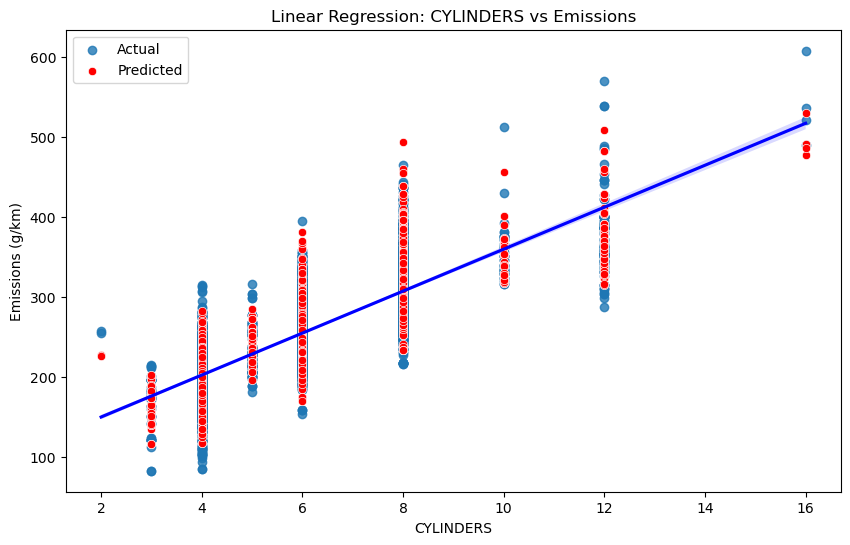 Linear Regression: CYLINDERS vs Emissions
Actual
Predicted
600
500
400
300
200
100
Emissions (g/km)
2 4 6 8 10 12 14 16
CYLINDERS